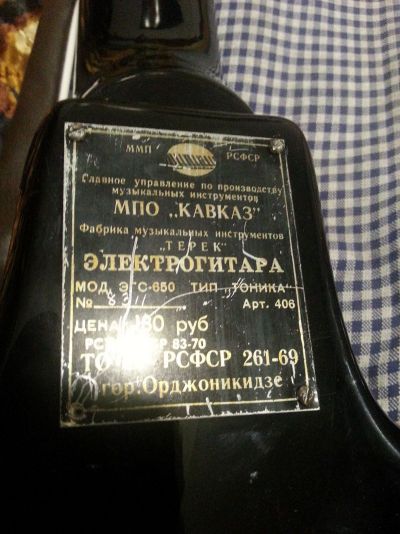 ММП РСФСР
Главное управление по производству
музыкальных инструментов
МПО „КАВКАЗ"
Фабрика музыкальных инструментов
„ТЕРЕК"
ЭЛЕКТРОГИТАРА
МОД. ЭГС-650 ТИП „ТОНИКА"
№ Арт. 406
ЦЕНА 180 руб
83-70
РСФСР 261-69
гор. Орджоникидзе